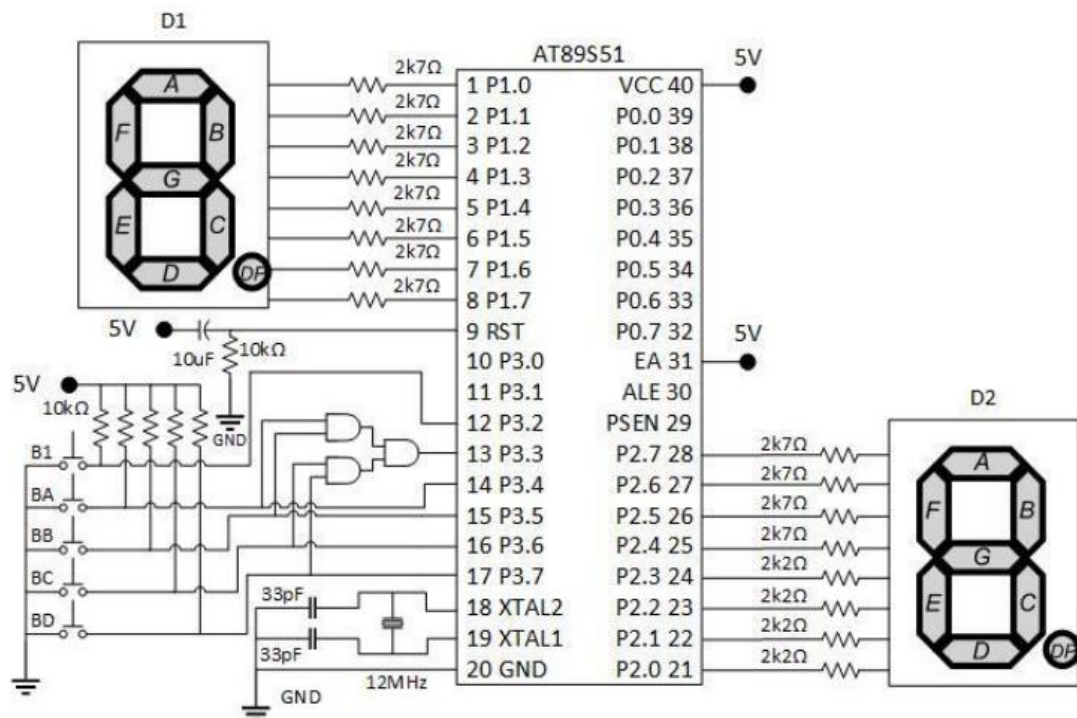 D1
A
F
B
G
E
C
D
DP
2k7Ω
2k7Ω
2k7Ω
2k7Ω
2k7Ω
2k7Ω
2k7Ω
2k7Ω
AT89S51
1 P1.0
2 P1.1
3 P1.2
4 P1.3
5 P1.4
6 P1.5
7 P1.6
8 P1.7
9 RST
10 P3.0
11 P3.1
12 P3.2
13 P3.3
14 P3.4
15 P3.5
16 P3.6
17 P3.7
18 XTAL2
19 XTAL1
20 GND
VCC 40
P0.0 39
P0.1 38
P0.2 37
P0.3 36
P0.4 35
P0.5 34
P0.6 33
P0.7 32
EA 31
ALE 30
PSEN 29
P2.7 28
P2.6 27
P2.5 26
P2.4 25
P2.3 24
P2.2 23
P2.1 22
P2.0 21
5V
5V
5V
10uF
10kΩ
GND
5V
10kΩ
B1
BA
BB
BC
BD
33pF
33pF
12MHz
GND
2k7Ω
2k7Ω
2k7Ω
2k7Ω
2k2Ω
2k2Ω
2k2Ω
2k2Ω
D2
A
F
B
G
E
C
D
DP